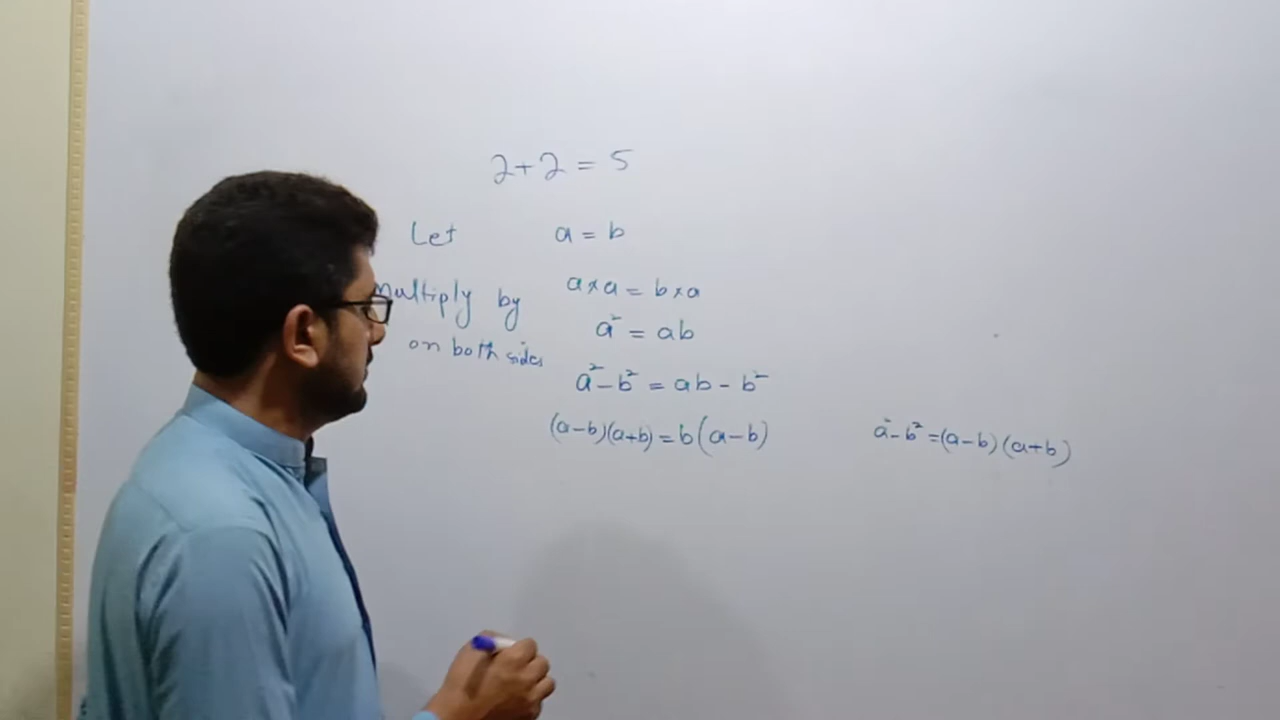 2+2 = 5
Let a = b
Multiply by a×a = b×a
on both sides a² = ab
a²-b² = ab - b²
(a-b)(a+b) = b(a-b) a²-b² =(a-b)(a+b)